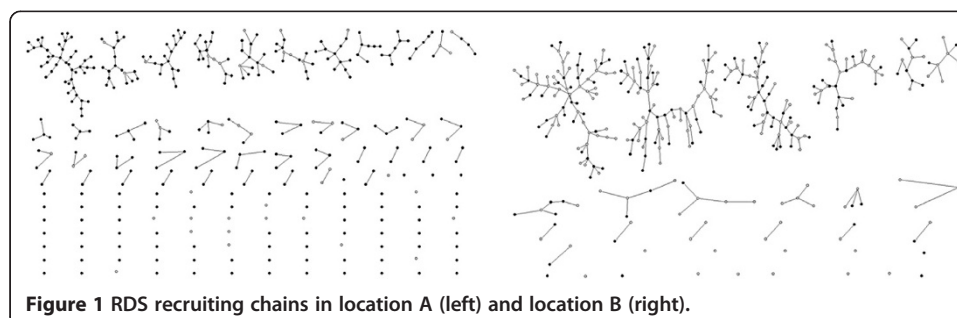 Figure 1 RDS recruiting chains in location A (left) and location B (right).